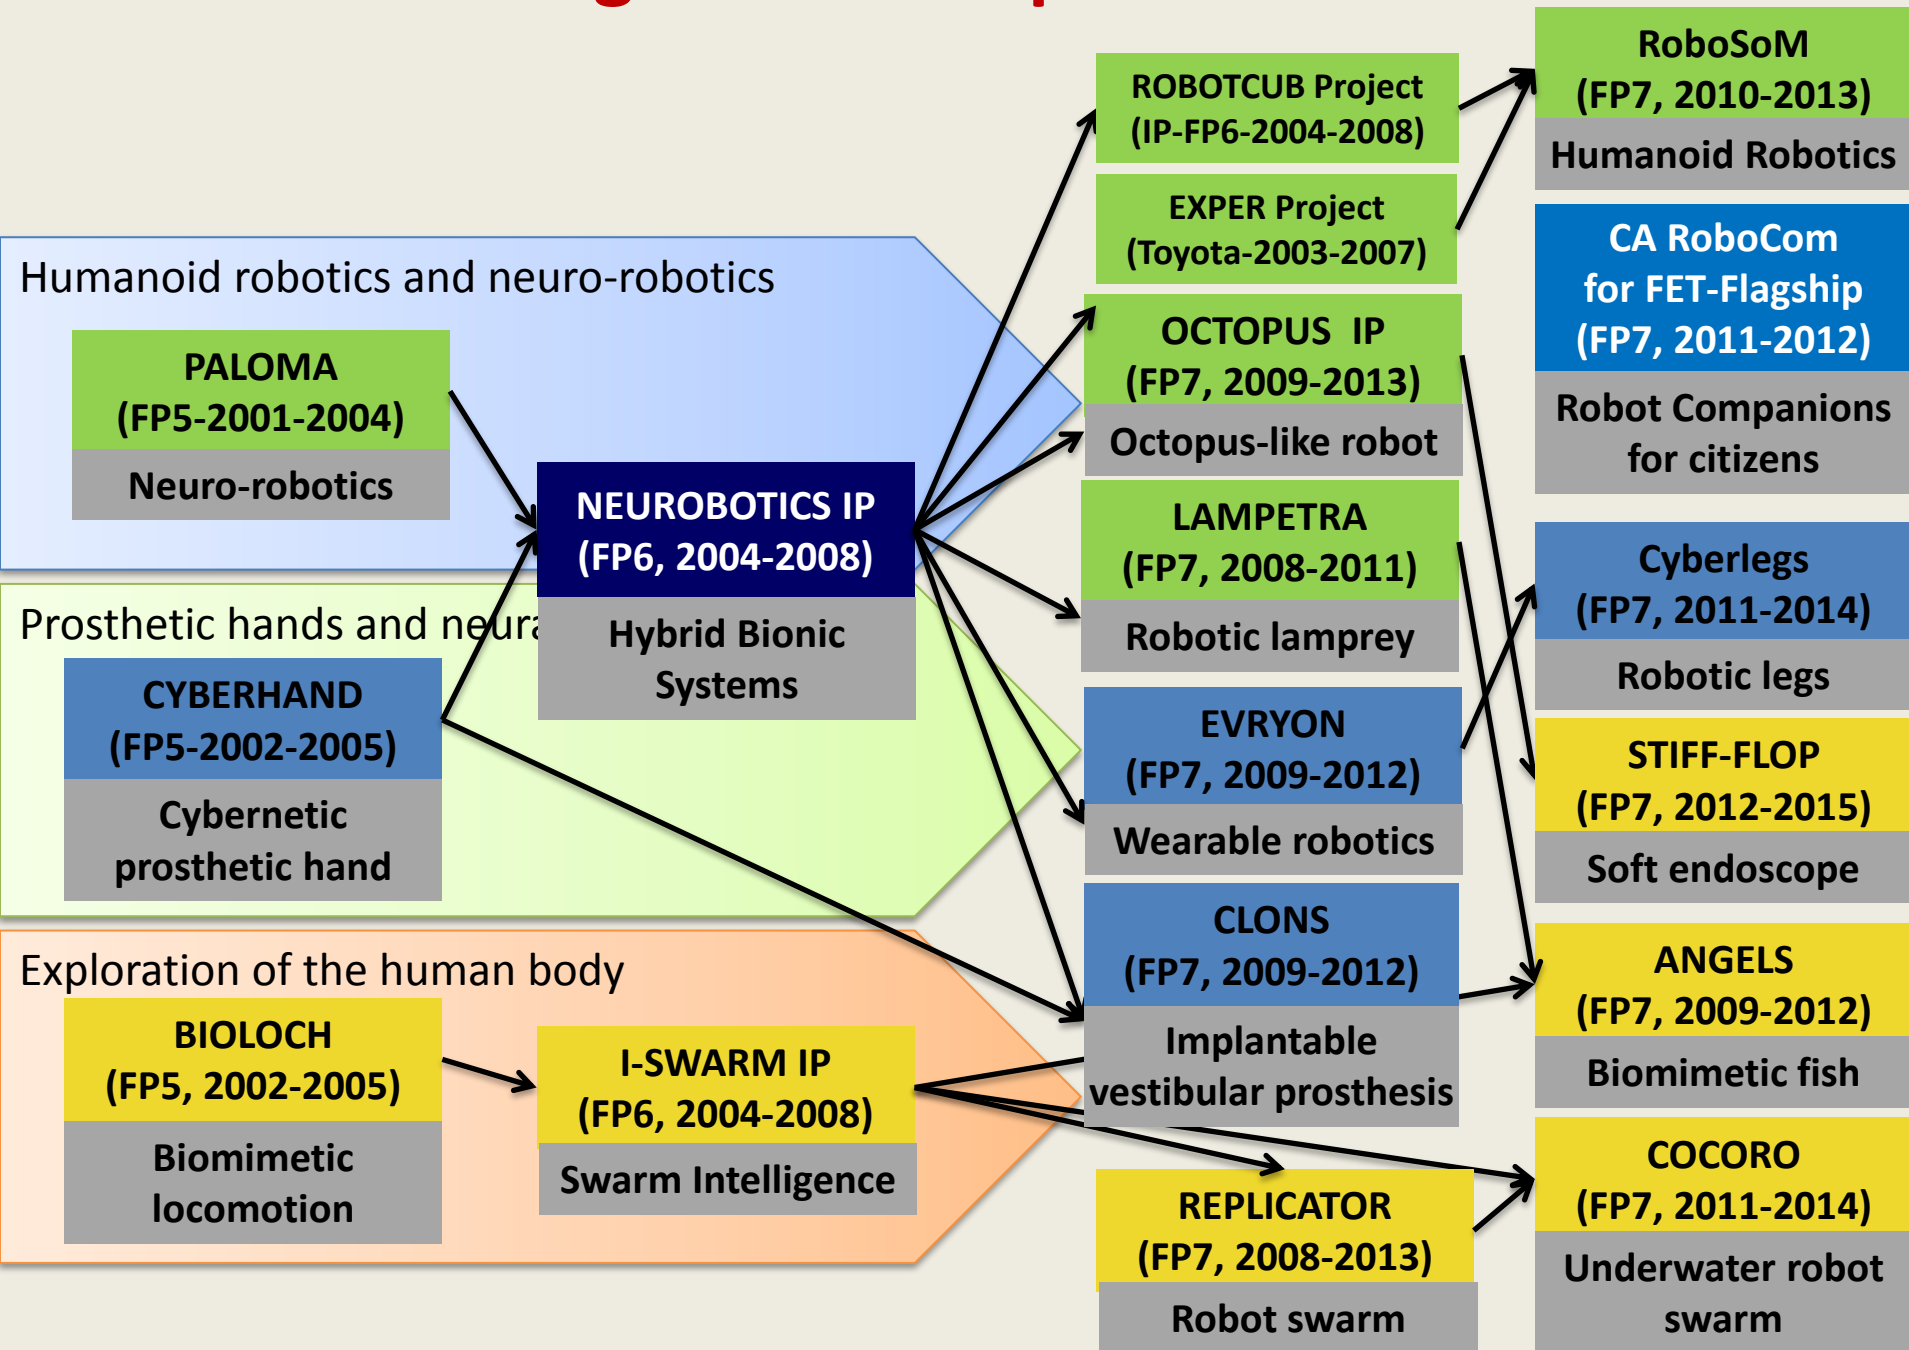 Humanoid robotics and neuro-robotics
PALOMA
(FP5-2001-2004)
Neuro-robotics
NEUROBOTICS IP
(FP6, 2004-2008)
Hybrid Bionic
Systems
Prosthetic hands and
CYBERHAND
(FP5-2002-2005)
Cybernetic
prosthetic hand
Exploration of the human body
BIOLOCH
(FP5, 2002-2005)
Biomimetic
locomotion
I-SWARM IP
(FP6, 2004-2008)
Swarm Intelligence
ROBOTCUB Project
(IP-FP6-2004-2008)
EXPER Project
(Toyota-2003-2007)
OCTOPUS IP
(FP7, 2009-2013)
Octopus-like robot
LAMPETRA
(FP7, 2008-2011)
Robotic lamprey
EVRYON
(FP7, 2009-2012)
Wearable robotics
CLONS
(FP7, 2009-2012)
Implantable
vestibular prosthesis
REPLICATOR
(FP7, 2008-2013)
Robot swarm
RoboSoM
(FP7, 2010-2013)
Humanoid Robotics
CA RoboCom
for FET-Flagship
(FP7, 2011-2012)
Robot Companions
for citizens
Cyberlegs
(FP7, 2011-2014)
Robotic legs
STIFF-FLOP
(FP7, 2012-2015)
Soft endoscope
ANGELS
(FP7, 2009-2012)
Biomimetic fish
COCORO
(FP7, 2011-2014)
Underwater robot
swarm